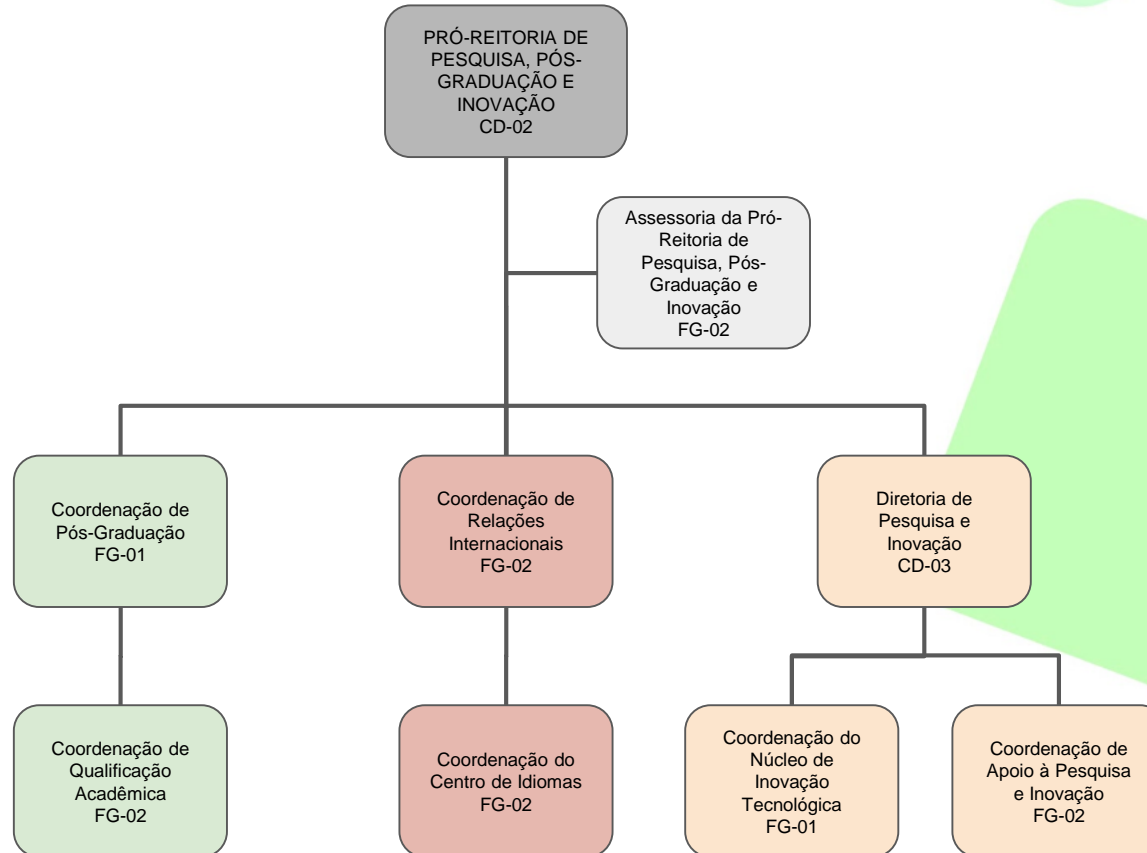 PRÓ-REITORIA DE
PESQUISA, PÓS-
GRADUAÇÃO E
INOVAÇÃO
CD-02
Assessoria da Pró-
Reitoria de
Pesquisa, Pós-
Graduação e
Inovação
FG-02
Coordenação de
Pós-Graduação
FG-01
Coordenação de
Relações
Internacionais
FG-02
Diretoria de
Pesquisa e
Inovação
CD-03
Coordenação de
Qualificação
Acadêmica
FG-02
Coordenação do
Centro de Idiomas
FG-02
Coordenação do
Núcleo de
Inovação
Tecnológica
FG-01
Coordenação de
Apoio à Pesquisa
e Inovação
FG-02